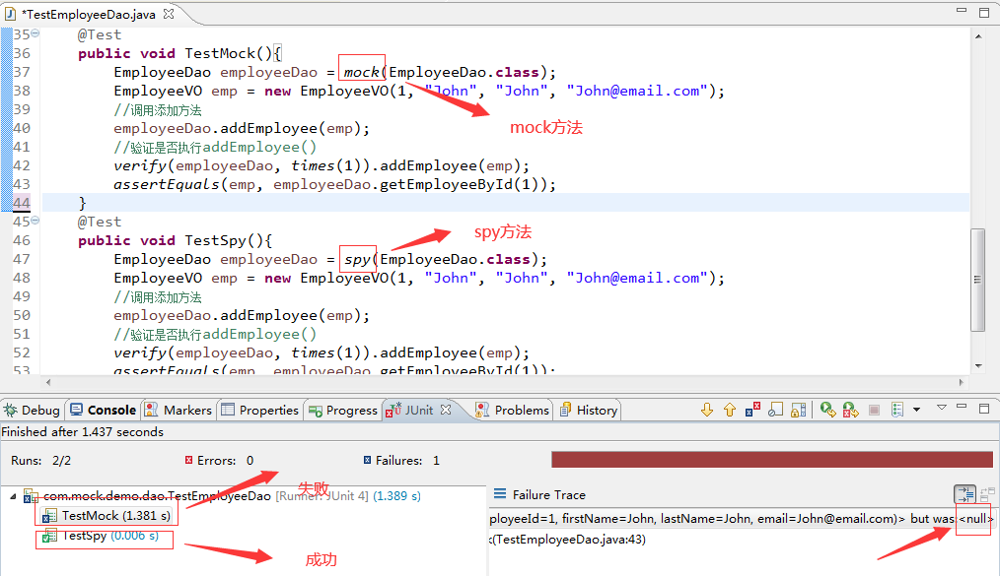 *TestEmployeeDao.java
35 @Test
36 public void TestMock(){
37 EmployeeDao employeeDao = mock(EmployeeDao.class);
38 EmployeeVO emp = new EmployeeVO(1, "John", "John", "John@email.com");
39 //调用添加方法
mock方法
40 employeeDao.addEmployee(emp);
41 //验证是否执行addEmployee()
42 verify(employeeDao, times(1)).addEmployee(emp);
43 assertEquals(emp, employeeDao.getEmployeeById(1));
44 }
45 @Test
46 public void TestSpy(){
spy方法
47 EmployeeDao employeeDao = spy(EmployeeDao.class);
48 EmployeeVO emp = new EmployeeVO(1, "John", "John", "John@email.com");
49 //调用添加方法
50 employeeDao.addEmployee(emp);
51 //验证是否执行addEmployee()
52 verify(employeeDao, times(1)).addEmployee(emp);
53 assertEquals(emp, employeeDao.getEmployeeById(1));
Debug Console Markers Properties Progress JUnit Problems History
Finished after 1.437 seconds
Runs: 2/2 Errors: 0 Failures: 1
失败
com.mock.demo.dao.TestEmployeeDao [Runner: JUnit 4] (1.389 s)
TestMock (1.381 s)
TestSpy (0.006 s)
成功
Failure Trace
ployeeId=1, firstName=John, lastName=John, email=John@email.com)> but was:<null>
(TestEmployeeDao.java:43)